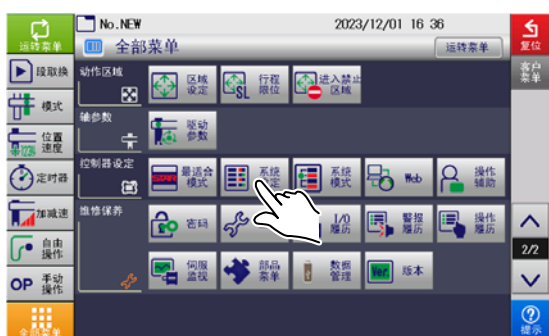 运转菜单
No.NEW
2023/12/01 16 36
复位
全部菜单
运转菜单
客户
菜单
段取换
动作区域
区域
设定
SL
行程
限位
进入禁止
区域
模式
轴参数
驱动
参数
位置
速度
控制器设定
STAR
最适合
模式
系统
设定
系统
模式
Web
操作
辅助
定时器
加减速
维修保养
密码
I/O
履历
警报
履历
操作
履历
自由
操作
2/2
OP
手动
操作
伺服
监视
部品
菜单
数据
管理
Ver.
版本
全部菜单
提示